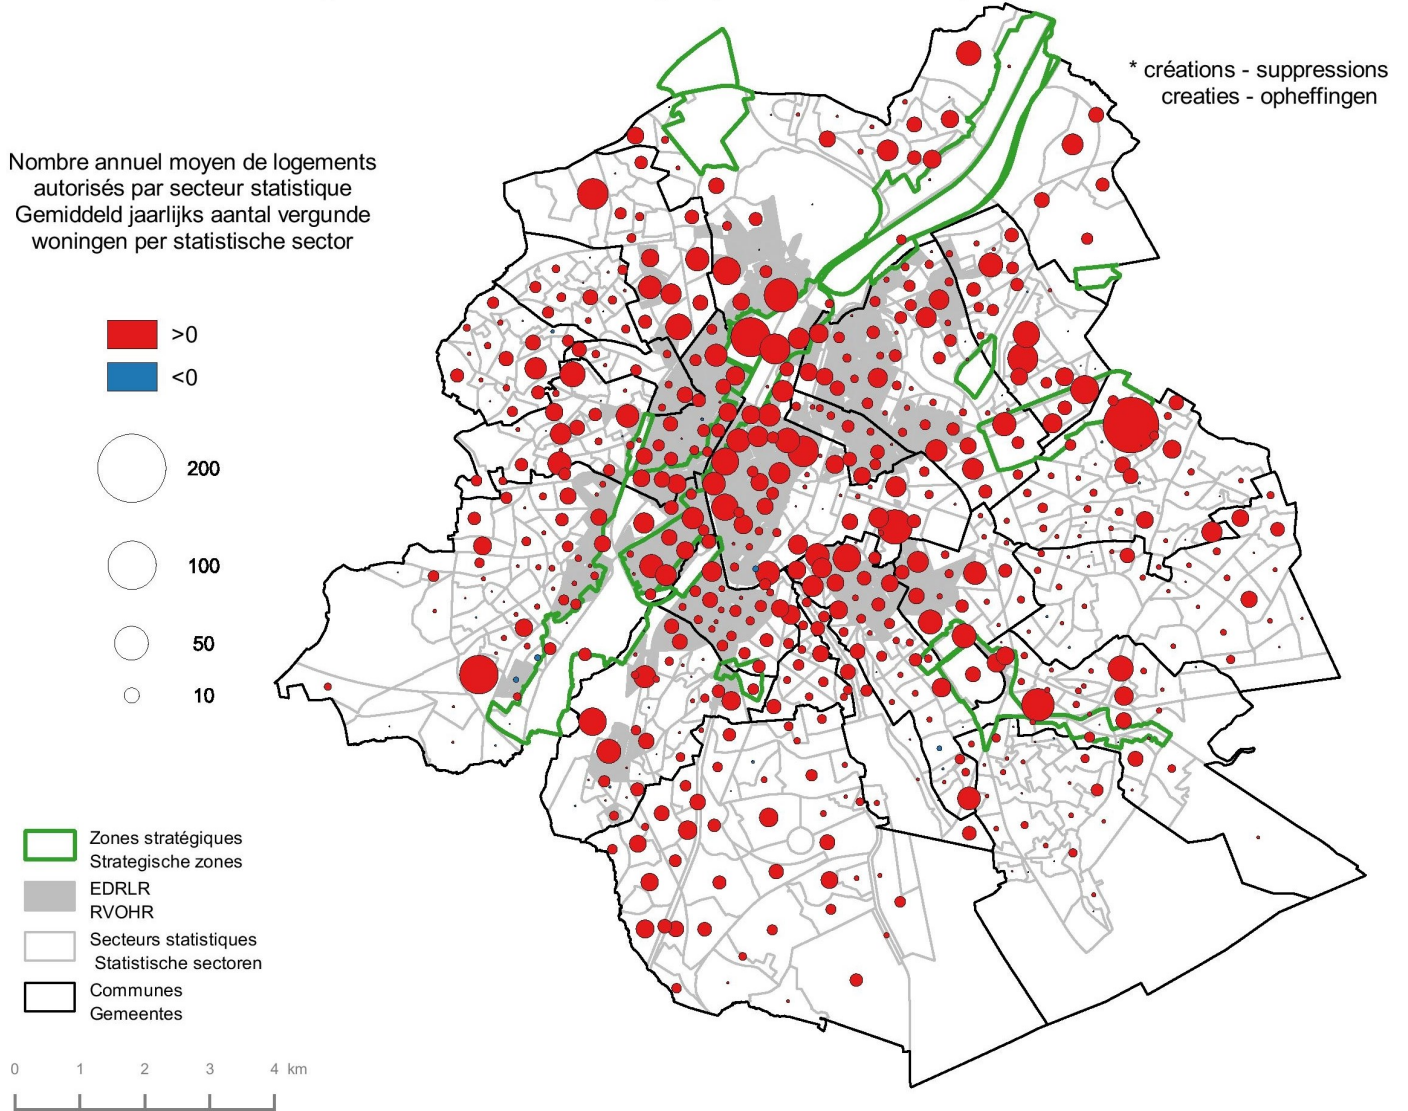 * créations - suppressions
creaties - opheffingen
Nombre annuel moyen de logements
autorisés par secteur statistique
Gemiddeld jaarlijks aantal vergunde
woningen per statistische sector
>0
<0
200
100
50
10
Zones stratégiques
Strategische zones
EDRLR
RVOHR
Secteurs statistiques
Statistische sectoren
Communes
Gemeentes
0 1 2 3 4 km